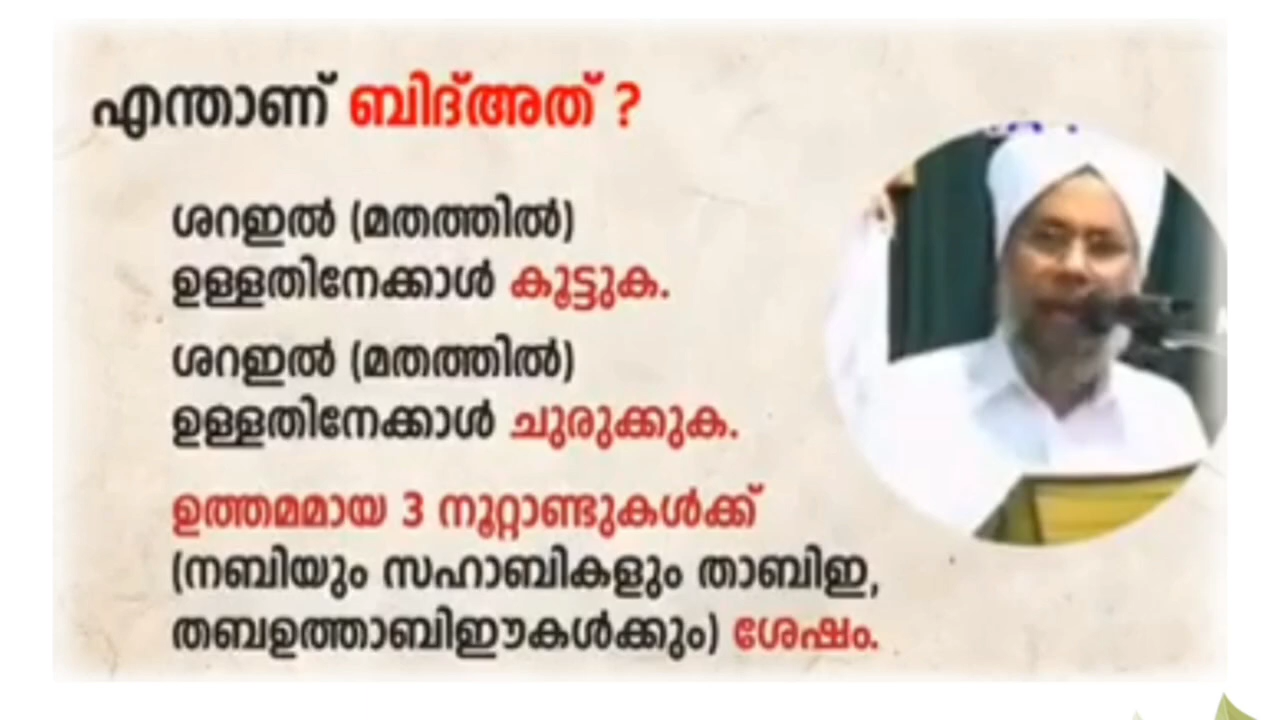 എന്താണ് ബിദ്അത് ?
ശറഇൽ (മതത്തിൽ)
ഉള്ളതിനേക്കാൾ കൂട്ടുക.
ശറഇൽ (മതത്തിൽ)
ഉള്ളതിനേക്കാൾ ചുരുക്കുക.
ഉത്തമമായ 3 നൂറ്റാണ്ടുകൾക്ക്
(നബിയും സഹാബികളും താബിഇ,
തബഉത്താബിഈകൾക്കും) ശേഷം.